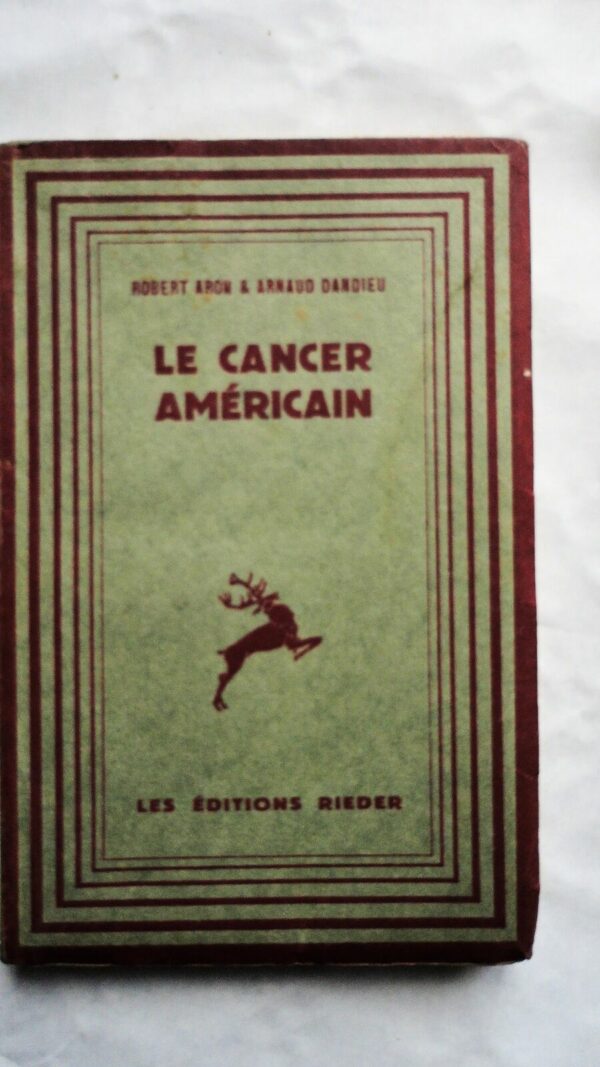 ROBERT ARON & ARNAUD DANDIEU
LE CANCER
AMÉRICAIN
LES ÉDITIONS RIEDER